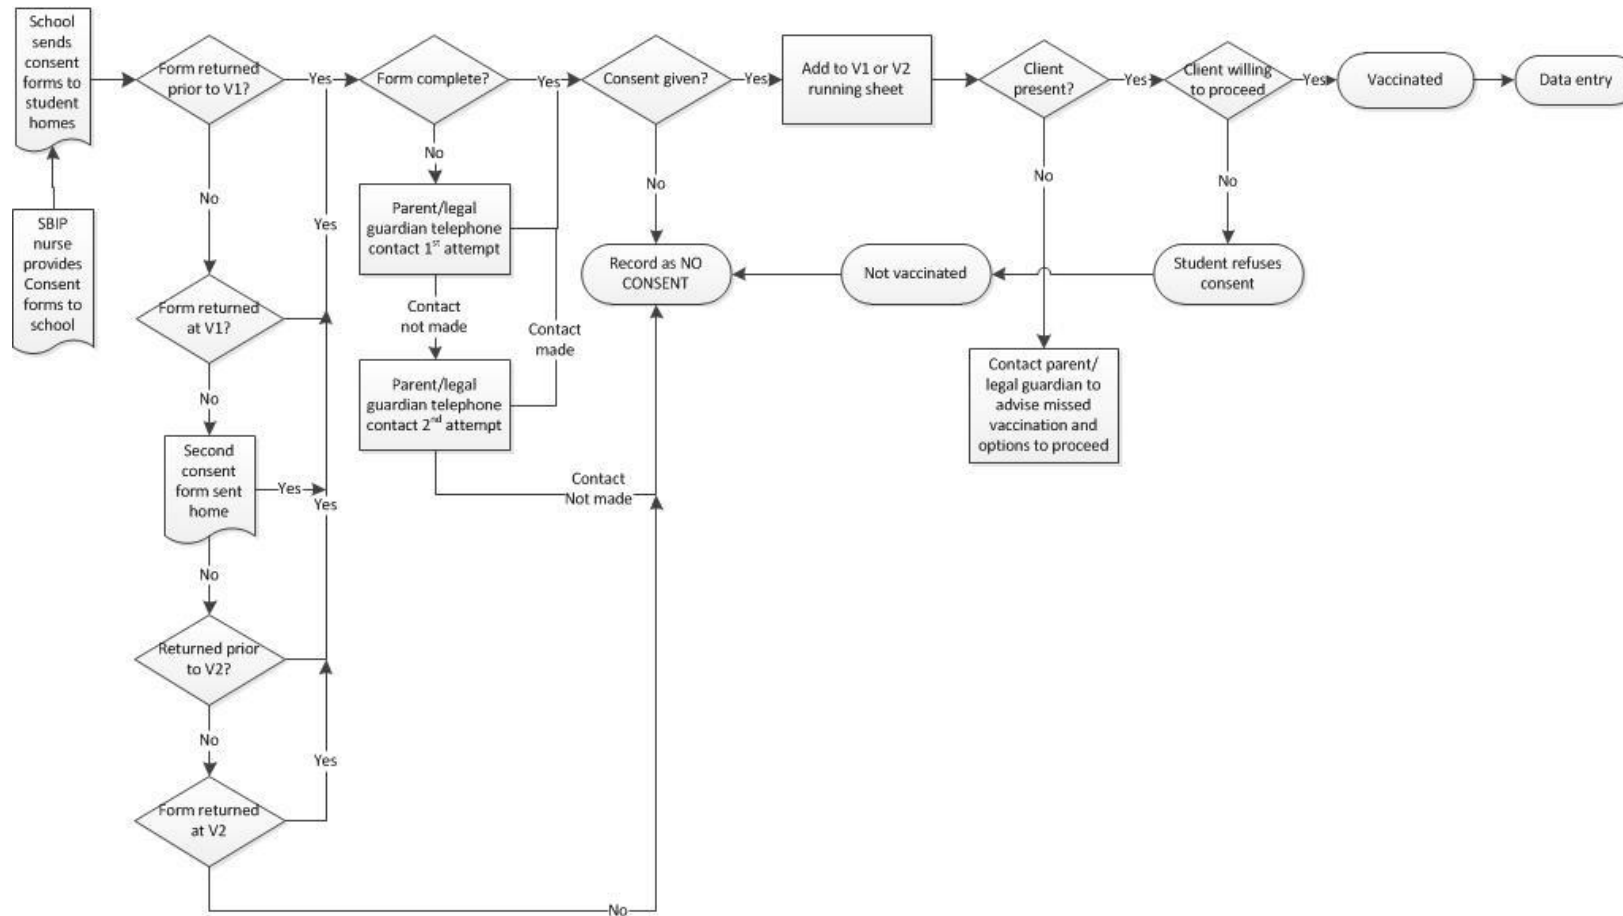 School
sends
consent
forms to
student
homes
SBIP
nurse
provides
Consent
forms to
school
Form returned
prior to V1?
Yes
No
Form returned
at V1?
Yes
No
Second
consent
form sent
home
Yes
Yes
No
Returned prior
to V2?
No
Yes
Form returned
at V2
No
Form complete?
Yes
No
Parent/legal
guardian telephone
contact 1st attempt
Contact
not made
Contact
made
Parent/legal
guardian telephone
contact 2nd attempt
Contact
Not made
Consent given?
Yes
No
Record as NO
CONSENT
Add to V1 or V2
running sheet
Client
present?
Yes
No
Contact parent/
legal guardian to
advise missed
vaccination and
options to proceed
Client willing
to proceed
Yes
No
Student refuses
consent
Not vaccinated
Vaccinated
Data entry